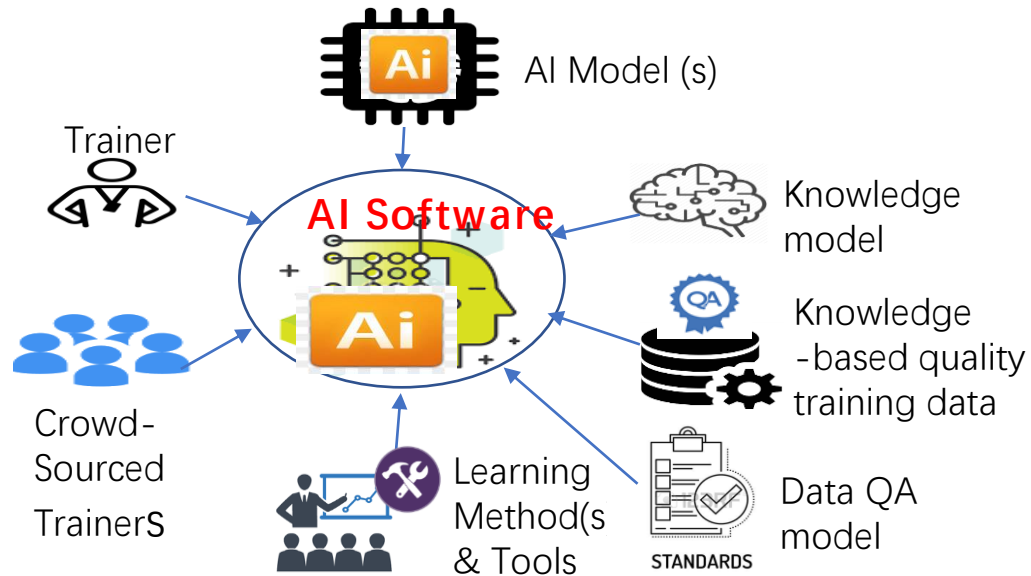 Ai
AI Model (s)
Trainer
AI Software
Ai
Knowledge
model
QA
Knowledge
-based quality
training data
Crowd-
Sourced
TrainerS
Learning
Method(s
& Tools
Data QA
model
STANDARDS